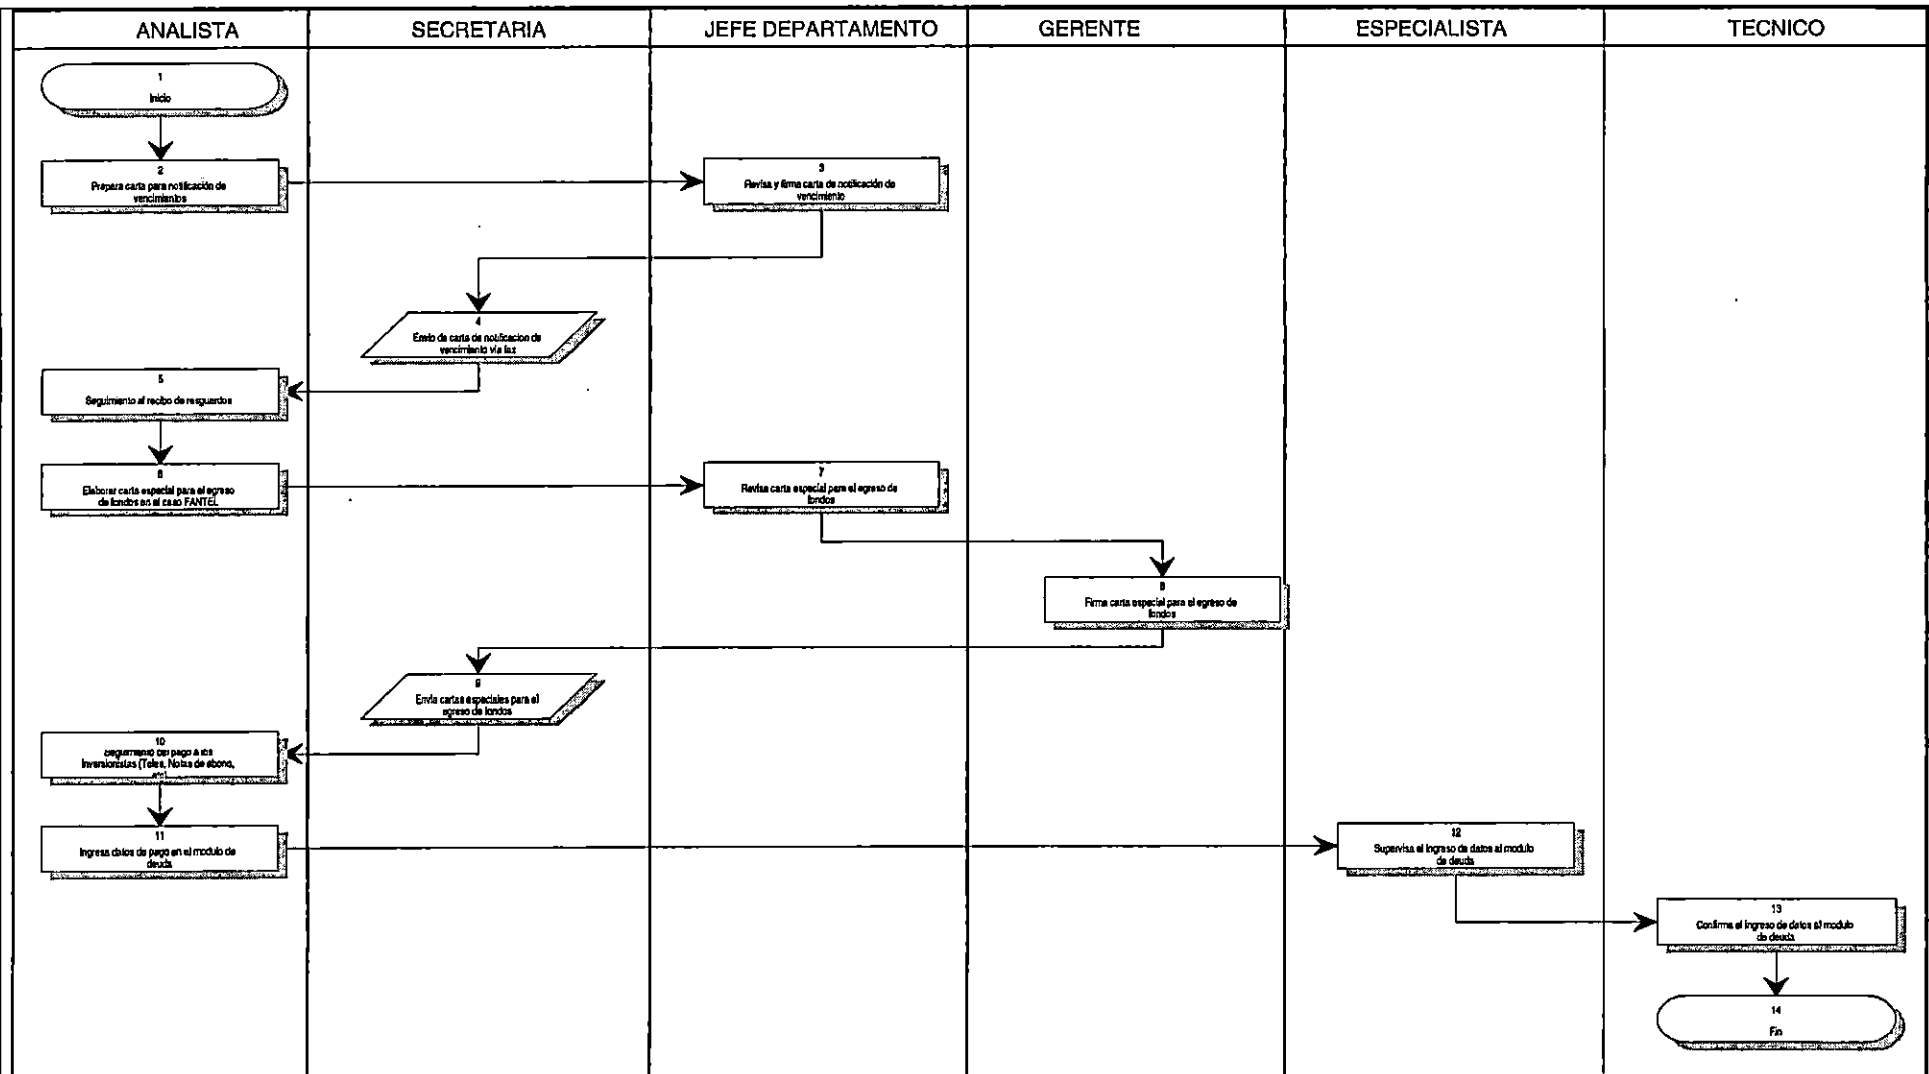 ANALISTA
SECRETARIA
JEFE DEPARTAMENTO
GERENTE
ESPECIALISTA
TECNICO
1
Inicio
2
Prepara carta para notificación de
vencimientos
3
Revisa y firma carta de notificación de
vencimiento
4
Envio de carta de notificacion de
vencimiento via fax
5
Seguimiento al recibo de resguardos
6
Elaborar carta especial para el egreso
de fondos en el caso FANTEL
7
Revisa carta especial para el egreso de
fondos
8
Firma carta especial para el egreso de
fondos
9
Envia cartas especiales para el
egreso de fondos
10
Seguimiento del pago a los
Inversionistas (Telex, Notas de abono,
etc)
11
Ingresa datos de pago en el modulo de
deuda
12
Supervisa el ingreso de datos al modulo
de deuda
13
Confirma el ingreso de datos al modulo
de deuda
14
Fin